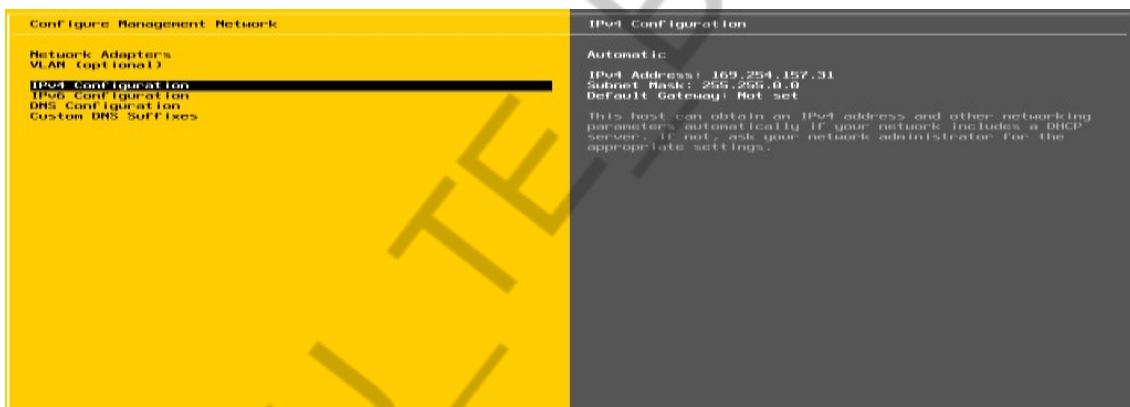 Configure Management Network
Network Adapters
VLAN (optional)
IPv4 Configuration
IPv6 Configuration
DNS Configuration
Custom DNS Suffixes
IPv4 Configuration
Automatic
IPv4 Address: 169.254.157.31
Subnet Mask: 255.255.0.0
Default Gateway: Not set
This host can obtain an IPv4 address and other networking
parameters automatically if your network includes a DHCP
server. If not, ask your network administrator for the
appropriate settings.